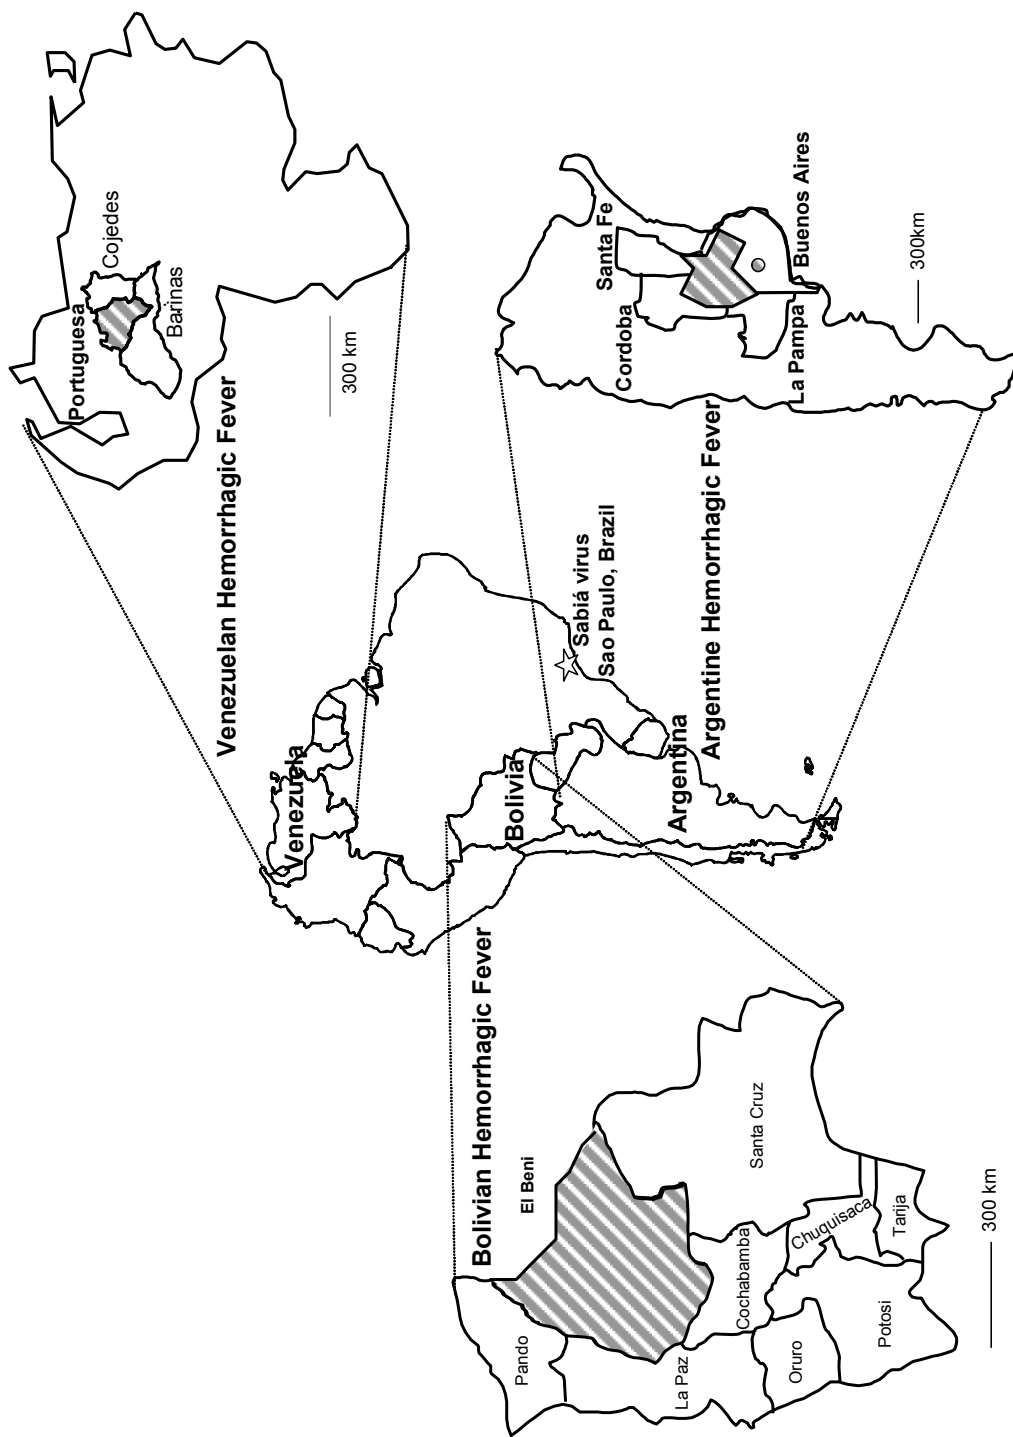 Venezuelan Hemorrhagic Fever
Portuguesa
Cojedes
Barinas
300 km
Venezuela
Bolivia
Argentina
Sabiá virus
Sao Paulo, Brazil
Bolivian Hemorrhagic Fever
El Beni
Pando
La Paz
Santa Cruz
Cochabamba
Oruro
Chuquisaca
Potosi
Tarija
300 km
Argentine Hemorrhagic Fever
Santa Fe
Cordoba
La Pampa
Buenos Aires
300km